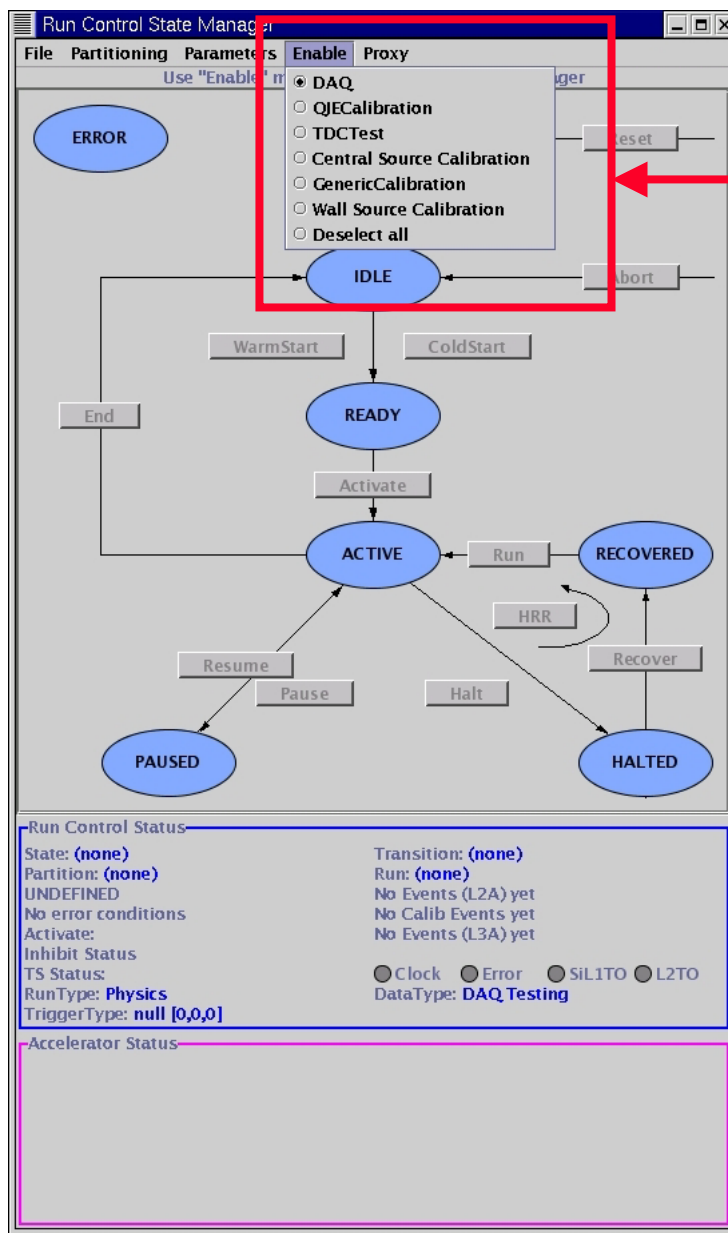 Run Control State Manager
File Partitioning Parameters Enable Proxy
Use "Enable" m
ager
DAQ
QJECalibration
TDCTest
Central Source Calibration
GenericCalibration
Wall Source Calibration
Deselect all
ERROR
Reset
IDLE
Abort
WarmStart
ColdStart
End
READY
Activate
ACTIVE
Run
RECOVERED
HRR
Resume
Pause
Halt
Recover
PAUSED
HALTED
Run Control Status
State: (none)
Transition: (none)
Partition: (none)
Run: (none)
UNDEFINED
No Events (L2A) yet
No error conditions
No Calib Events yet
Activate:
No Events (L3A) yet
Inhibit Status
TS Status:
Clock Error SiL1TO L2TO
RunType: Physics
DataType: DAQ Testing
TriggerType: null [0,0,0]
Accelerator Status